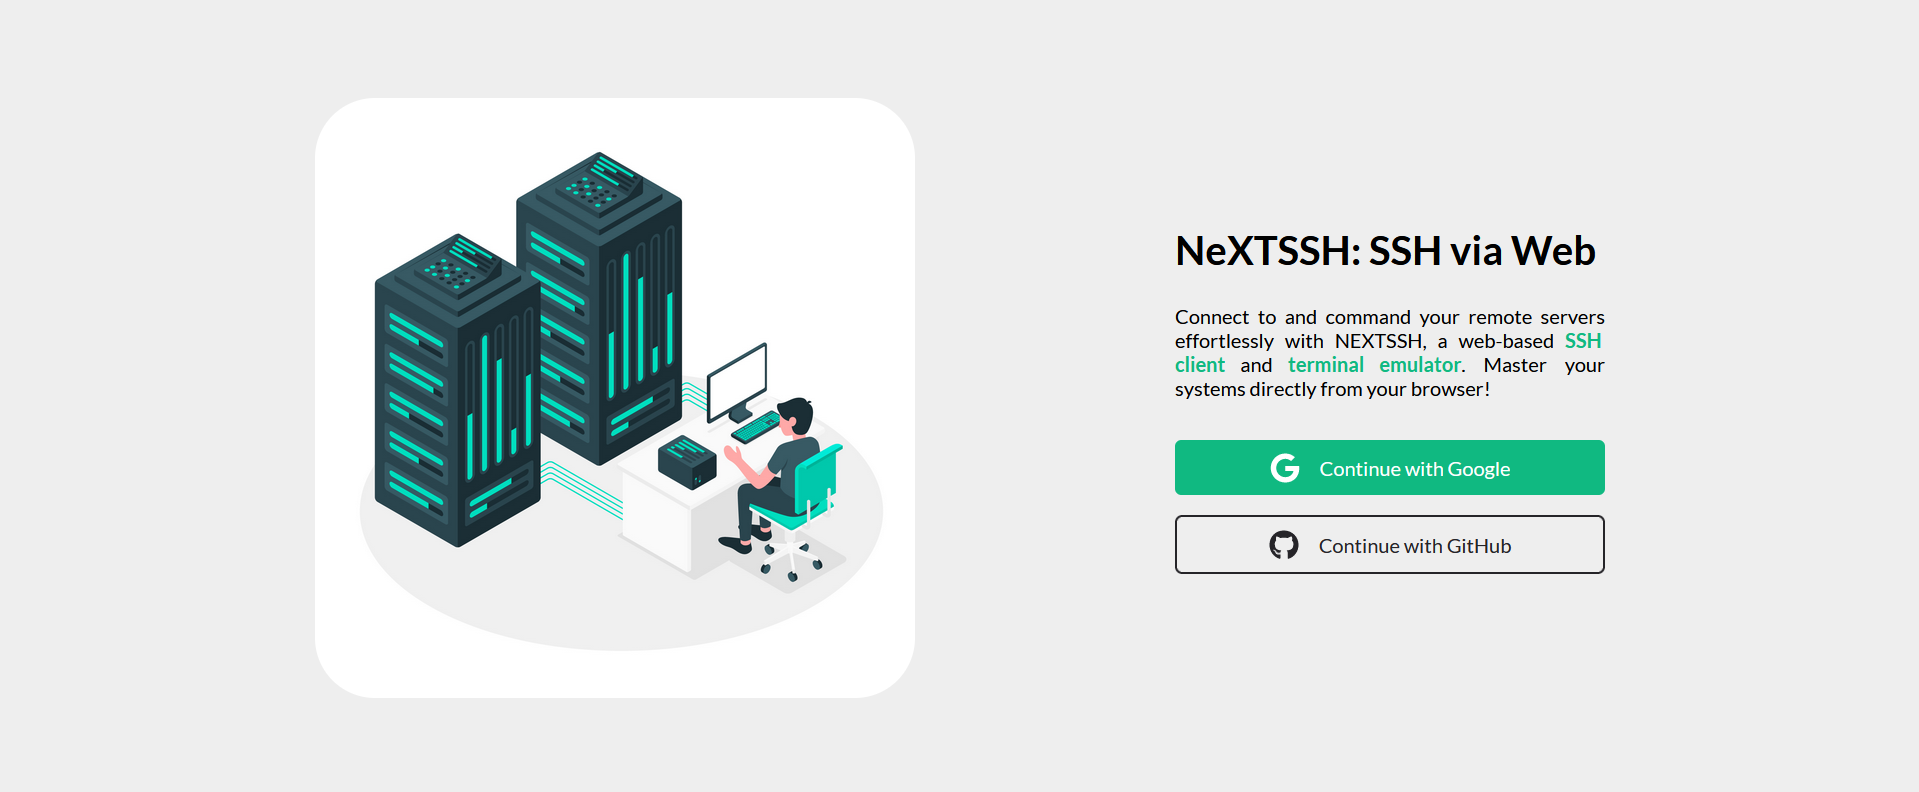 NeXTSSH: SSH via Web
Connect to and command your remote servers
effortlessly with NEXTSSH, a web-based SSH
client and terminal emulator. Master your
systems directly from your browser!
Continue with Google
Continue with GitHub